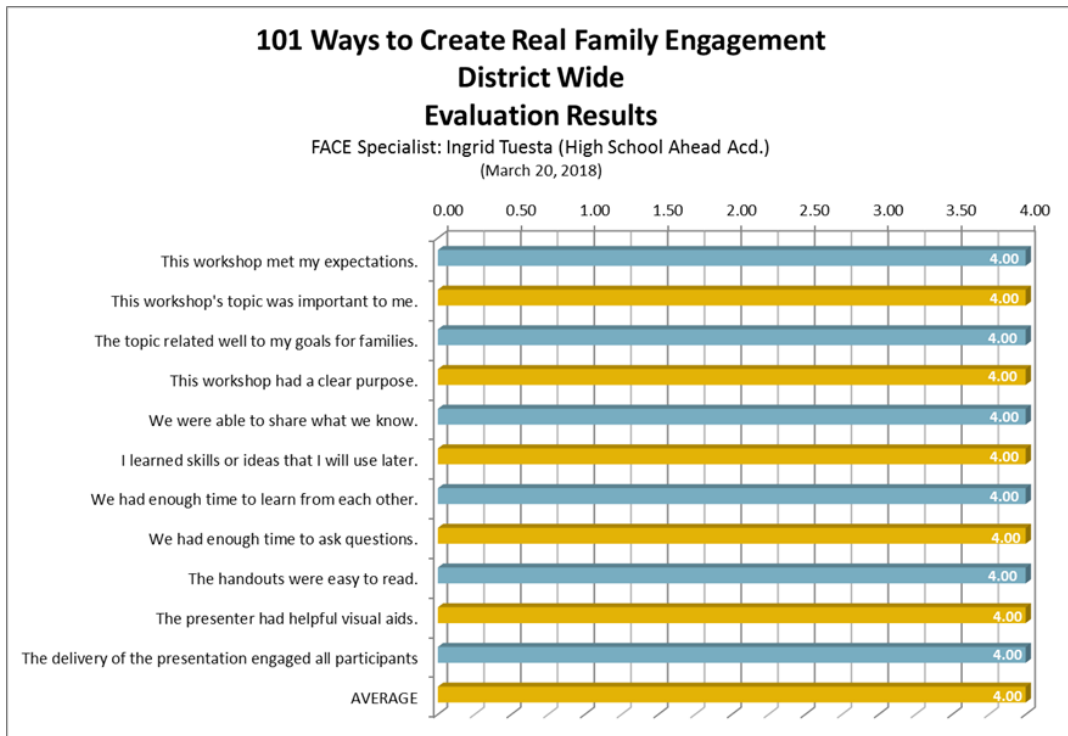 101 Ways to Create Real Family Engagement
District Wide
Evaluation Results
FACE Specialist: Ingrid Tuesta (High School Ahead Acd.)
(March 20, 2018)
0.00 0.50 1.00 1.50 2.00 2.50 3.00 3.50 4.00
This workshop met my expectations. 4.00
This workshop's topic was important to me. 4.00
The topic related well to my goals for families. 4.00
This workshop had a clear purpose. 4.00
We were able to share what we know. 4.00
I learned skills or ideas that I will use later. 4.00
We had enough time to learn from each other. 4.00
We had enough time to ask questions. 4.00
The handouts were easy to read. 4.00
The presenter had helpful visual aids. 4.00
The delivery of the presentation engaged all participants 4.00
AVERAGE 4.00